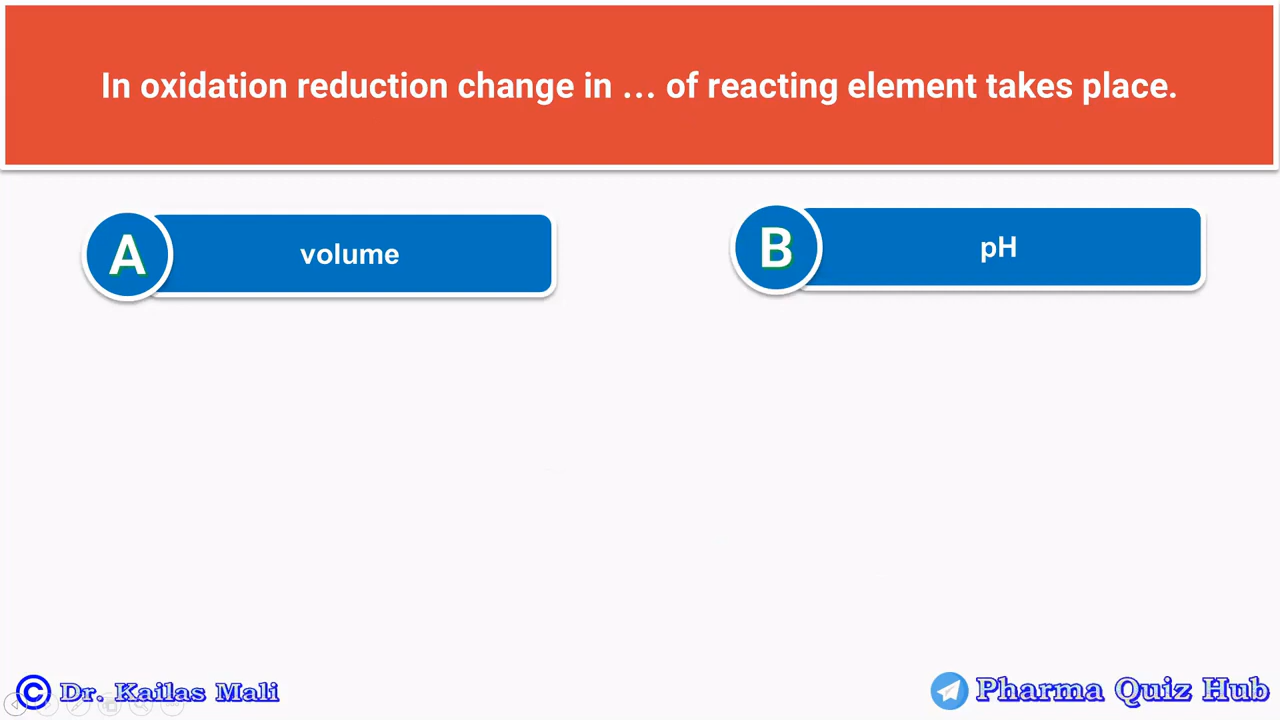 In oxidation reduction change in ... of reacting element takes place.
A
volume
B
pH
© Dr. Kailas Mali
Pharma Quiz Hub